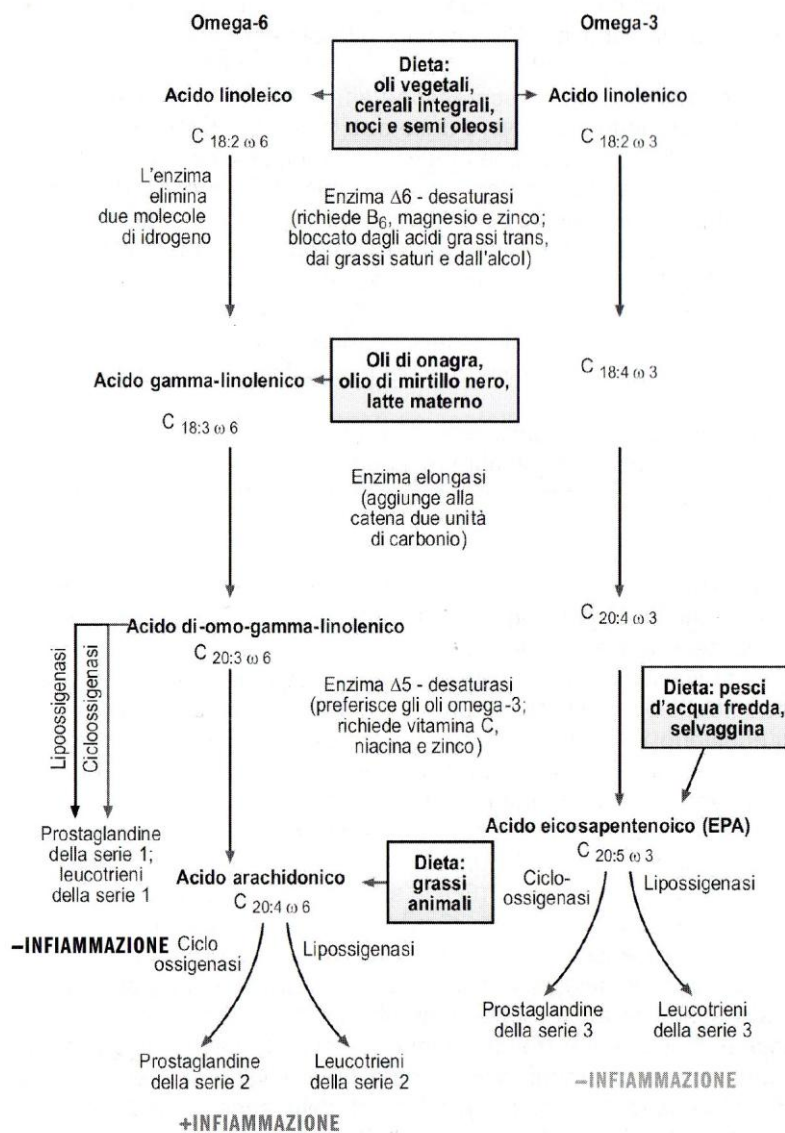 Omega-6
Omega-3
Dieta:
oli vegetali,
cereali integrali,
noci e semi oleosi
Acido linoleico
Acido linolenico
C 18:2 ω 6
C 18:2 ω 3
L'enzima
elimina
due molecole
di idrogeno
Enzima Δ6 - desaturasi
(richiede B6, magnesio e zinco;
bloccato dagli acidi grassi trans,
dai grassi saturi e dall'alcol)
Acido gamma-linolenico
Oli di onagra,
olio di mirtillo nero,
latte materno
C 18:4 ω 3
C 18:3 ω 6
Enzima elongasi
(aggiunge alla
catena due unità
di carbonio)
Acido di-omo-gamma-linolenico
C 20:4 ω 3
C 20:3 ω 6
Lipoossigenasi
Cicloossigenasi
Enzima Δ5 - desaturasi
(preferisce gli oli omega-3;
richiede vitamina C,
niacina e zinco)
Dieta: pesci
d'acqua fredda,
selvaggina
Prostaglandine
della serie 1;
leucotrieni
della serie 1
Acido eicosapentenoico (EPA)
C 20:5 ω 3
Acido arachidonico
C 20:4 ω 6
Dieta:
grassi
animali
Ciclo-
ossigenasi
Lipossigenasi
–INFIAMMAZIONE
Ciclo
ossigenasi
Lipossigenasi
Prostaglandine
della serie 3
Leucotrieni
della serie 3
Prostaglandine
della serie 2
Leucotrieni
della serie 2
–INFIAMMAZIONE
+INFIAMMAZIONE